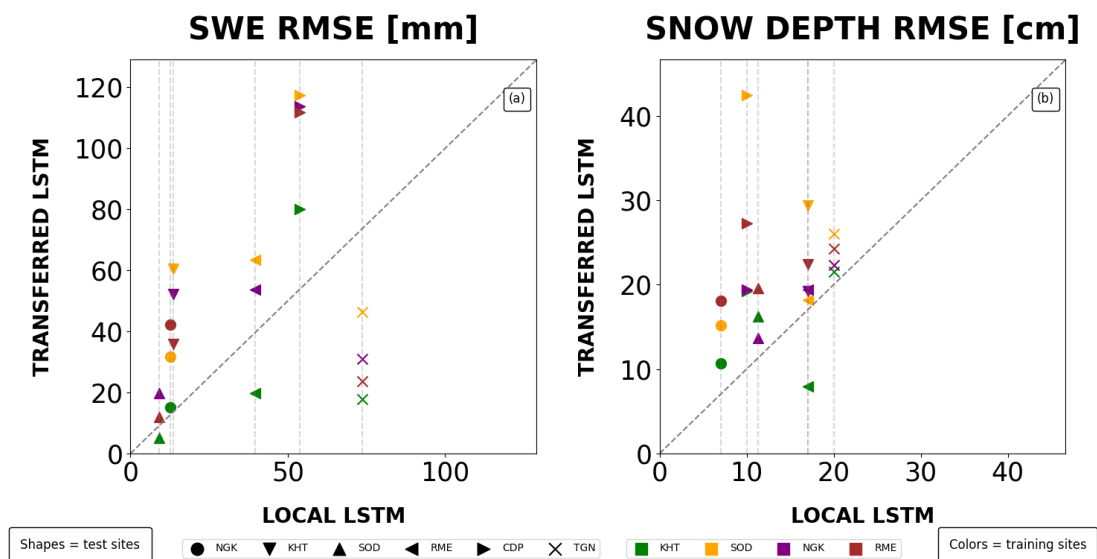 SWE RMSE [mm]
SNOW DEPTH RMSE [cm]
(a)
(b)
TRANSFERRED LSTM
120
100
80
60
40
20
0
0 50 100
LOCAL LSTM
TRANSFERRED LSTM
40
30
20
10
0
0 10 20 30 40
LOCAL LSTM
Shapes = test sites
NGK KHT SOD RME CDP TGN
KHT SOD NGK RME
Colors = training sites